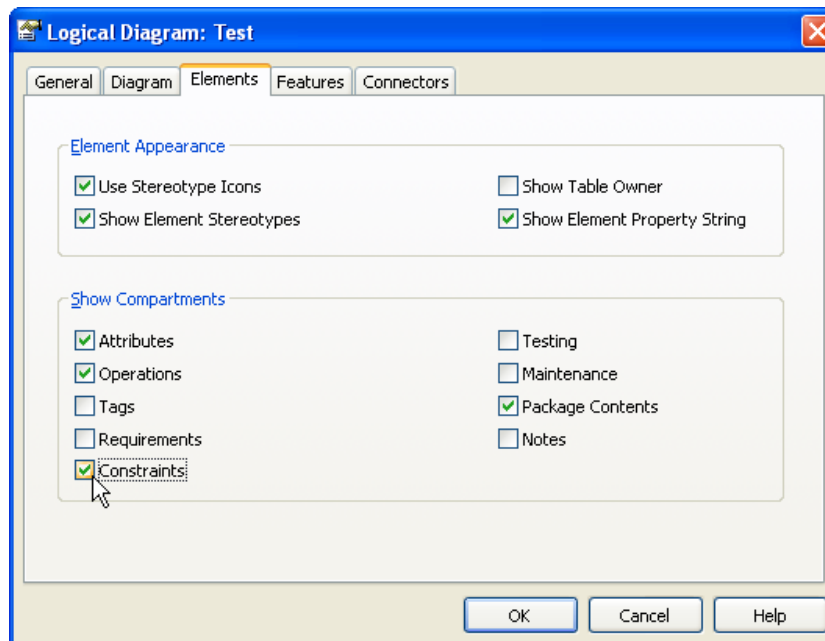 Logical Diagram: Test
General Diagram Elements Features Connectors
Element Appearance
Use Stereotype Icons
Show Table Owner
Show Element Stereotypes
Show Element Property String
Show Compartments
Attributes
Testing
Operations
Maintenance
Tags
Package Contents
Requirements
Notes
Constraints
OK Cancel Help